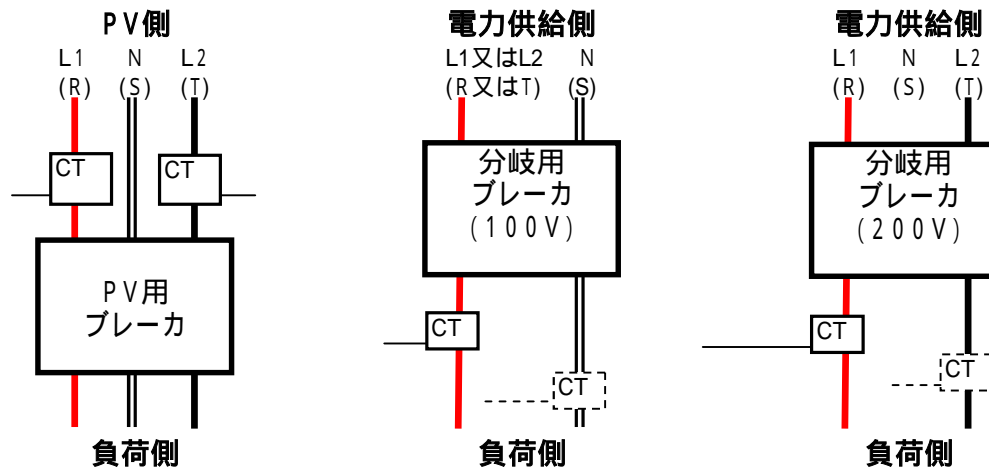 PV側
L1 N L2
(R) (S) (T)
CT CT
PV用
ブレーカ
負荷側
電力供給側
L1又はL2 N
(R又はT) (S)
分岐用
ブレーカ
(100V)
CT
CT
負荷側
電力供給側
L1 N L2
(R) (S) (T)
分岐用
ブレーカ
(200V)
CT
CT
負荷側